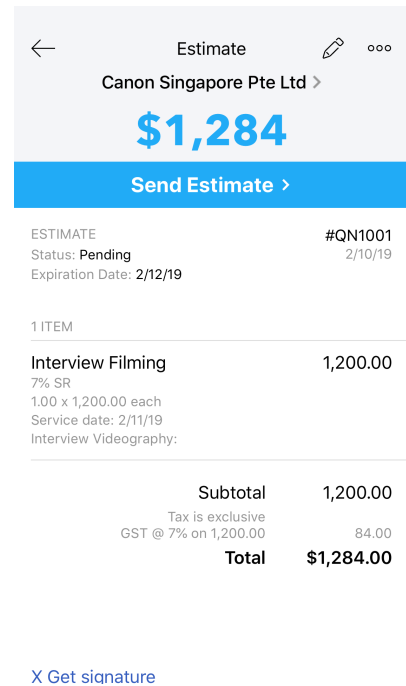 Estimate
Canon Singapore Pte Ltd >
$1,284
Send Estimate >
ESTIMATE #QN1001
Status: Pending 2/10/19
Expiration Date: 2/12/19
1 ITEM
Interview Filming 1,200.00
7% SR
1.00 x 1,200.00 each
Service date: 2/11/19
Interview Videography:
Subtotal 1,200.00
Tax is exclusive
GST @ 7% on 1,200.00 84.00
Total $1,284.00
X Get signature